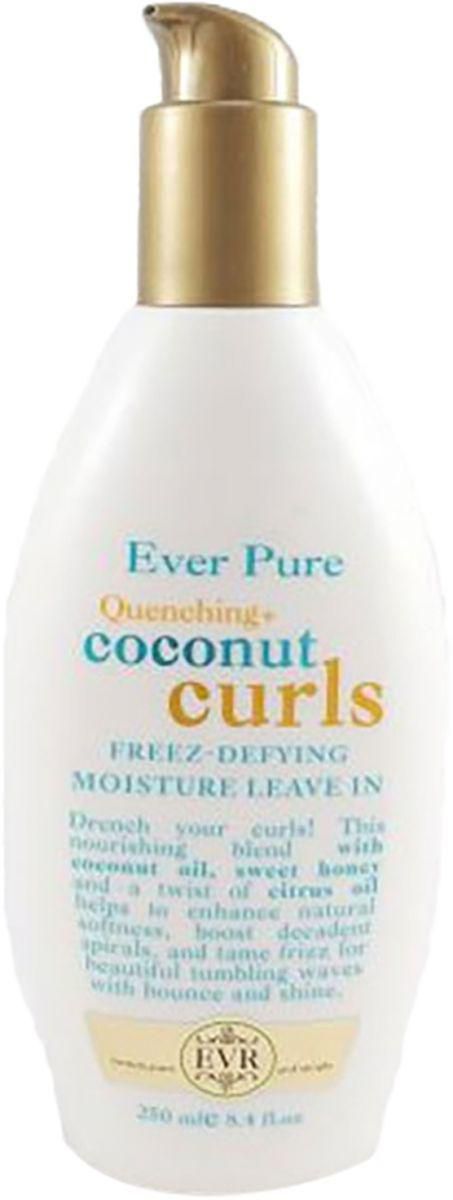 Ever Pure
Quenching+
coconut
curls
FREEZ-DEFYING
MOISTURE LEAVE IN
Drench your curls! This
nourishing blend with
coconut oil, sweet honey
and a twist of citrus oil
helps to enhance natural
softness, boost decadent
spirals, and tame frizz for
beautiful tumbling waves
with bounce and shine.
EVR
250 ml℮ 8.4 fl.oz